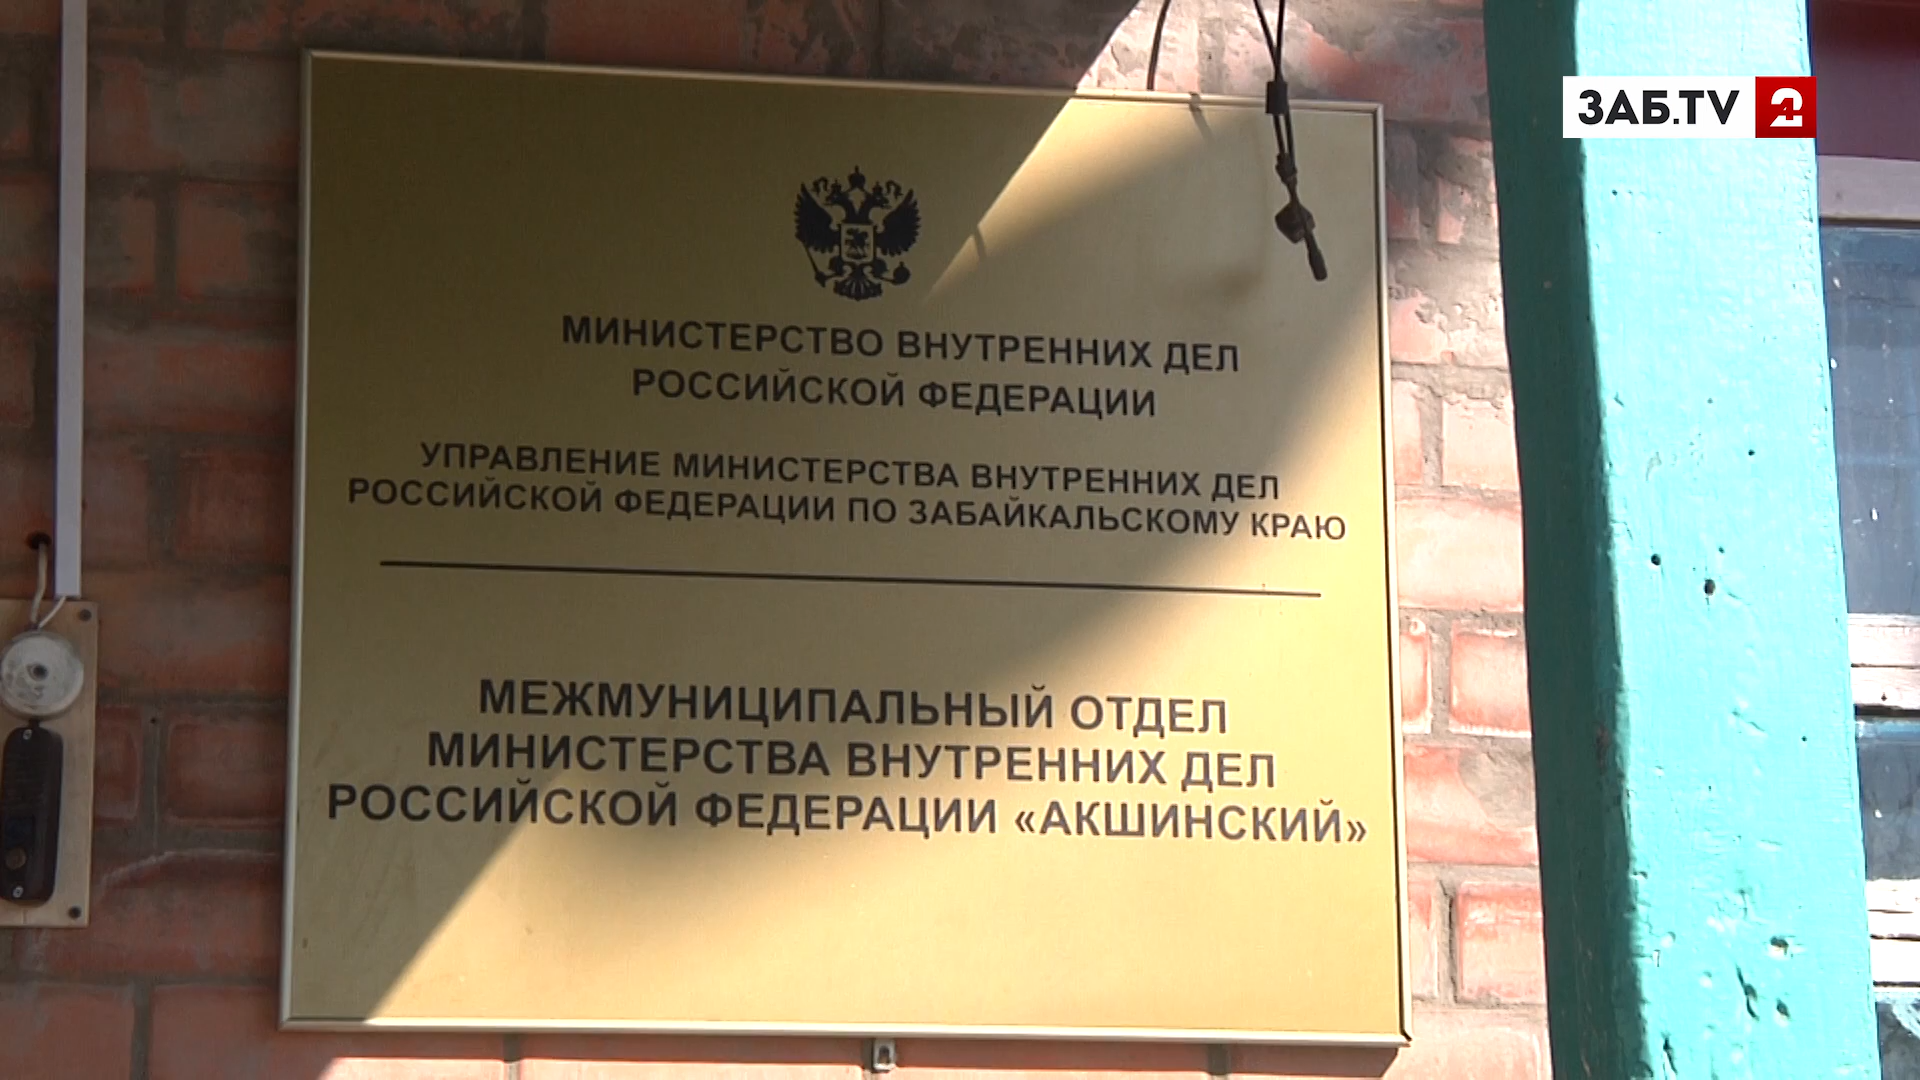 ЗАБ.TV 24
МИНИСТЕРСТВО ВНУТРЕННИХ ДЕЛ
РОССИЙСКОЙ ФЕДЕРАЦИИ
УПРАВЛЕНИЕ МИНИСТЕРСТВА ВНУТРЕННИХ ДЕЛ
РОССИЙСКОЙ ФЕДЕРАЦИИ ПО ЗАБАЙКАЛЬСКОМУ КРАЮ
МЕЖМУНИЦИПАЛЬНЫЙ ОТДЕЛ
МИНИСТЕРСТВА ВНУТРЕННИХ ДЕЛ
РОССИЙСКОЙ ФЕДЕРАЦИИ «АКШИНСКИЙ»